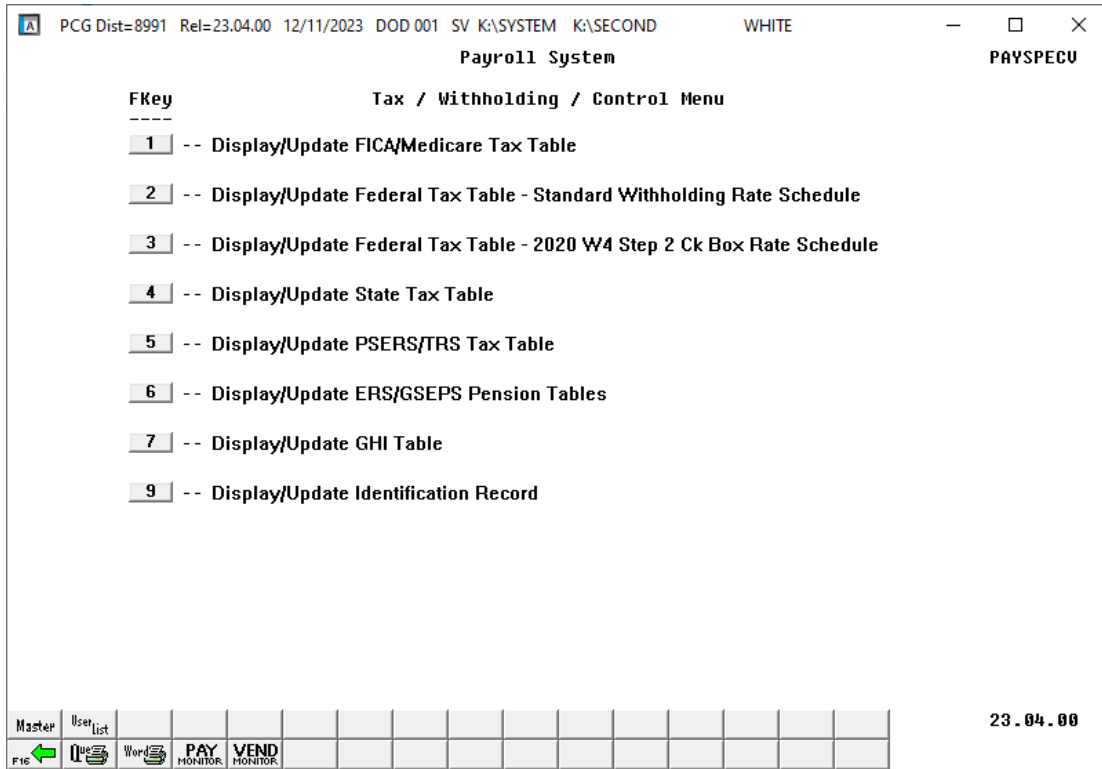 A PCG Dist=8991 Rel=23.04.00 12/11/2023 DOD 001 SV K:\SYSTEM K:\SECOND WHITE
Payroll System PAYSPECV
FKey Tax / Withholding / Control Menu
----
1 -- Display/Update FICA/Medicare Tax Table
2 -- Display/Update Federal Tax Table - Standard Withholding Rate Schedule
3 -- Display/Update Federal Tax Table - 2020 W4 Step 2 Ck Box Rate Schedule
4 -- Display/Update State Tax Table
5 -- Display/Update PSERS/TRS Tax Table
6 -- Display/Update ERS/GSEPS Pension Tables
7 -- Display/Update GHI Table
9 -- Display/Update Identification Record
Master User List 23.04.00
F16 Que Word PAY MONITOR VEND MONITOR